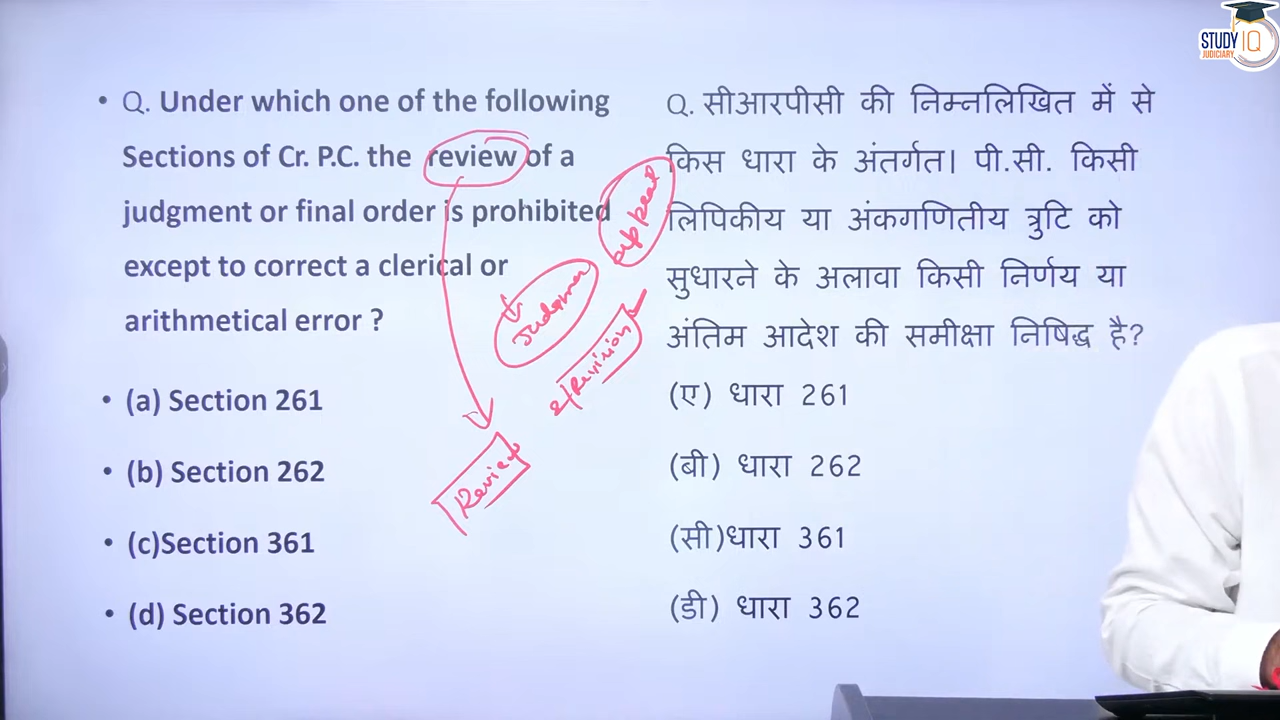 STUDY IQ
JUDICIARY
• Q. Under which one of the following
Sections of Cr. P.C. the review of a
judgment or final order is prohibited
except to correct a clerical or
arithmetical error ?
• (a) Section 261
• (b) Section 262
• (c)Section 361
• (d) Section 362
Q. सीआरपीसी की निम्नलिखित में से
किस धारा के अंतर्गत। पी.सी. किसी
लिपिकीय या अंकगणितीय त्रुटि को
सुधारने के अलावा किसी निर्णय या
अंतिम आदेश की समीक्षा निषिद्ध है?
(ए) धारा 261
(बी) धारा 262
(सी)धारा 361
(डी) धारा 362
Revision
Review